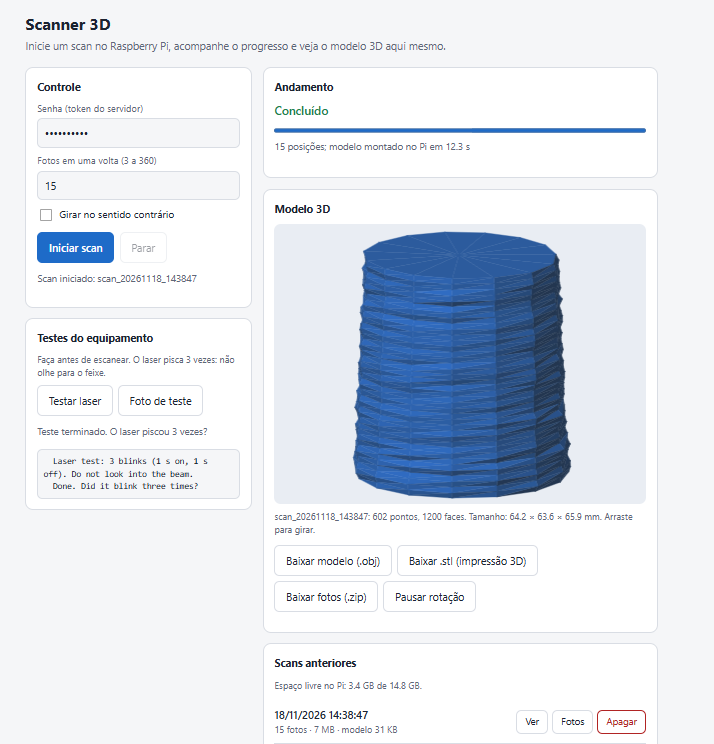 Scanner 3D
Inicie um scan no Raspberry Pi, acompanhe o progresso e veja o modelo 3D aqui mesmo.
Controle
Senha (token do servidor)
••••••••••
Fotos em uma volta (3 a 360)
15
Girar no sentido contrário
Iniciar scan
Parar
Scan iniciado: scan_20261118_143847
Testes do equipamento
Faça antes de escanear. O laser pisca 3 vezes: não
olhe para o feixe.
Testar laser
Foto de teste
Teste terminado. O laser piscou 3 vezes?
Laser test: 3 blinks (1 s on, 1 s
off). Do not look into the beam.
Done. Did it blink three times?
Andamento
Concluído
15 posições; modelo montado no Pi em 12.3 s
Modelo 3D
scan_20261118_143847: 602 pontos, 1200 faces. Tamanho: 64.2 × 63.6 × 65.9 mm. Arraste
para girar.
Baixar modelo (.obj)
Baixar .stl (impressão 3D)
Baixar fotos (.zip)
Pausar rotação
Scans anteriores
Espaço livre no Pi: 3.4 GB de 14.8 GB.
18/11/2026 14:38:47
15 fotos · 7 MB · modelo 31 KB
Ver
Fotos
Apagar